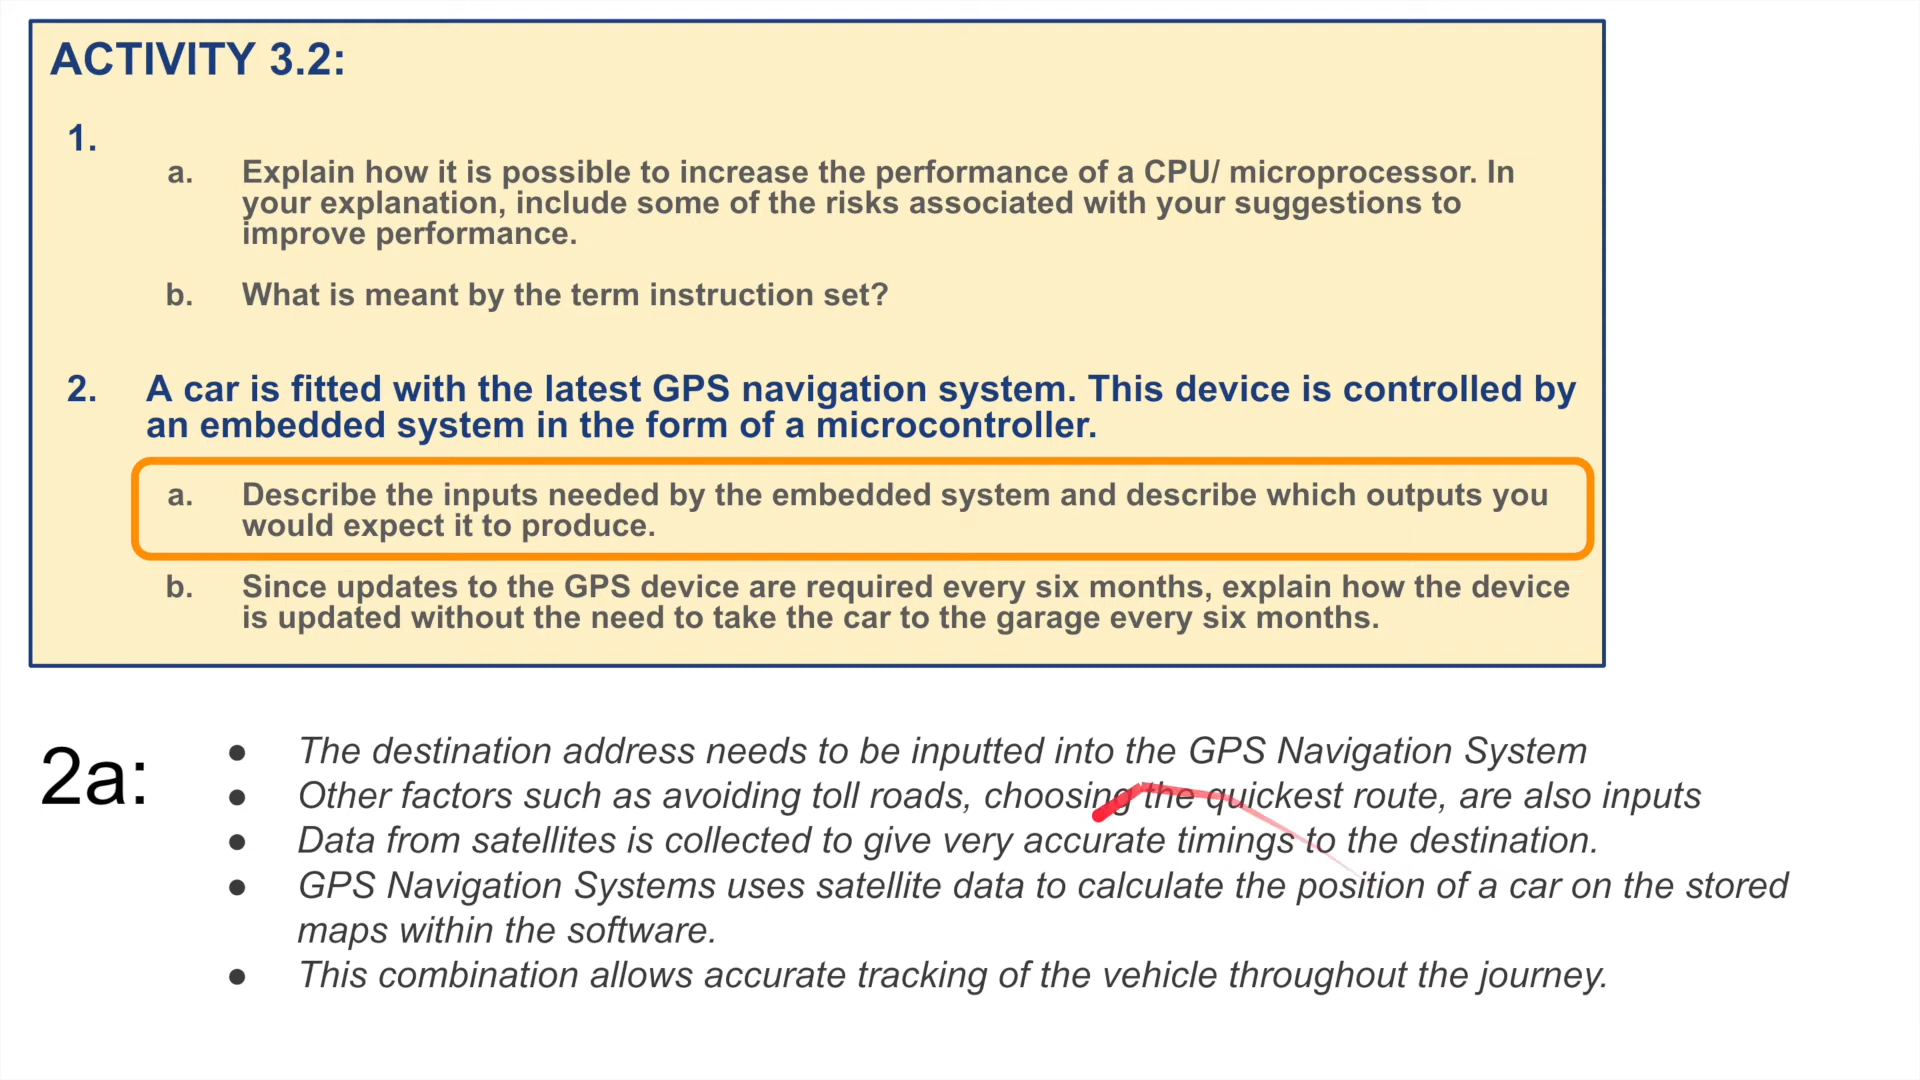 ACTIVITY 3.2:
1.
a. Explain how it is possible to increase the performance of a CPU/ microprocessor. In
your explanation, include some of the risks associated with your suggestions to
improve performance.
b. What is meant by the term instruction set?
2. A car is fitted with the latest GPS navigation system. This device is controlled by
an embedded system in the form of a microcontroller.
a. Describe the inputs needed by the embedded system and describe which outputs you
would expect it to produce.
b. Since updates to the GPS device are required every six months, explain how the device
is updated without the need to take the car to the garage every six months.
2a:
● The destination address needs to be inputted into the GPS Navigation System
● Other factors such as avoiding toll roads, choosing the quickest route, are also inputs
● Data from satellites is collected to give very accurate timings to the destination.
● GPS Navigation Systems uses satellite data to calculate the position of a car on the stored
maps within the software.
● This combination allows accurate tracking of the vehicle throughout the journey.